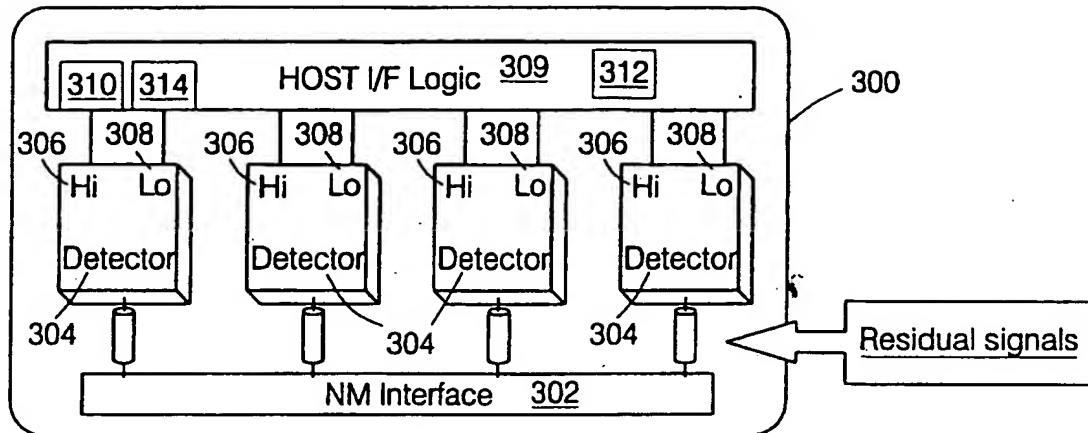 310 314 HOST I/F Logic 309 312
300
306 308 306 308 306 308 306 308
Hi Lo Hi Lo Hi Lo Hi Lo
Detector Detector Detector Detector
304 304 304 304
Residual signals
NM Interface 302